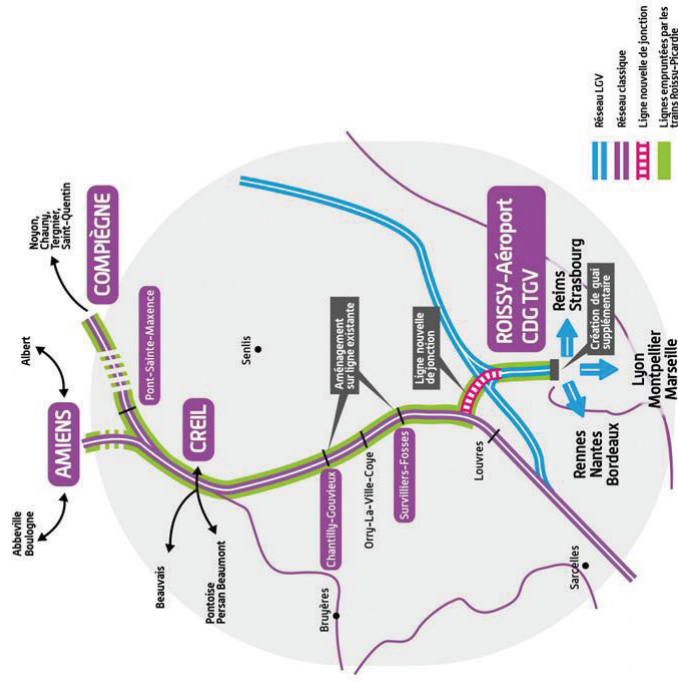 Abbeville
Boulogne
Albert
Noyon,
Chauny,
Tergnier,
Saint-Quentin
AMIENS
COMPIÈGNE
Pont-Sainte-Maxence
Beauvais
CREIL
Pontoise
Persan Beaumont
Senlis
Bruyères
Chantilly-Gouvieux
Aménagement
sur ligne existante
Orry-La-Ville-Coye
Survilliers-Fosses
Ligne nouvelle
de jonction
Louvres
ROISSY-Aéroport
CDG TGV
Sarcelles
Reims
Strasbourg
Création de quai
supplémentaire
Rennes
Nantes
Bordeaux
Lyon
Montpellier
Marseille
Réseau LGV
Réseau classique
Ligne nouvelle de jonction
Lignes empruntées par les
trains Roissy-Picardie